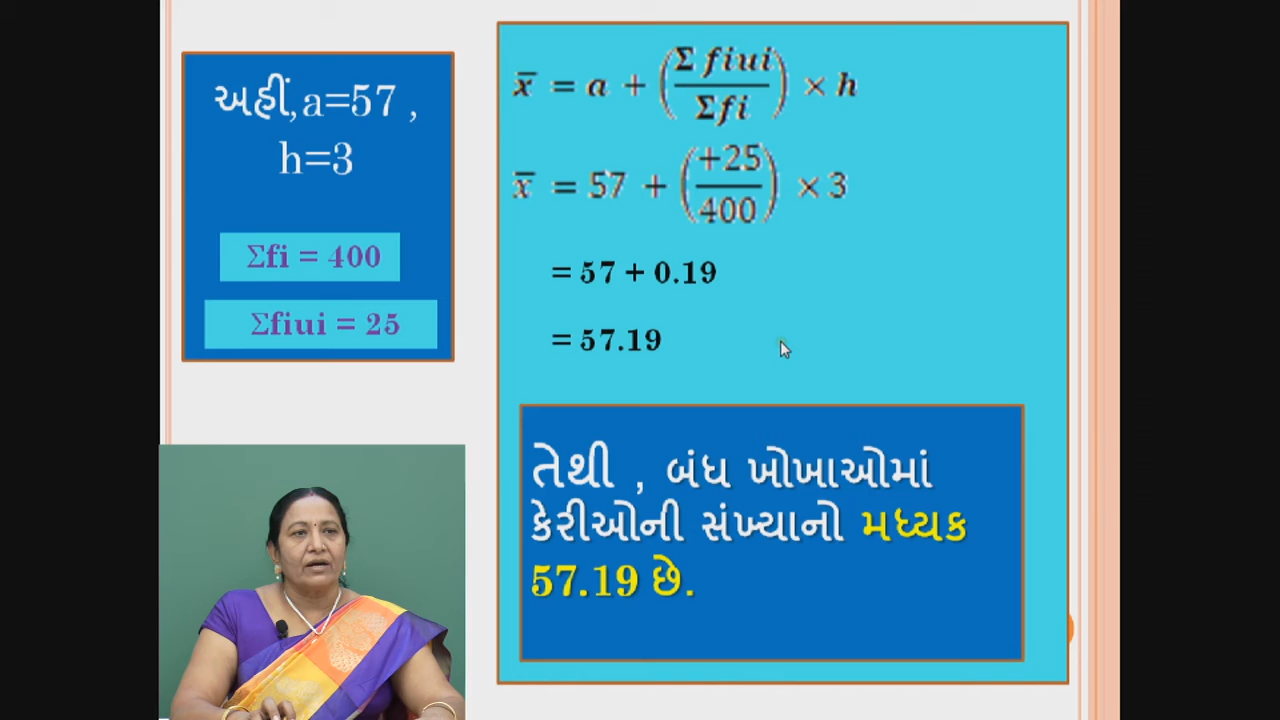 અહીં,a=57 ,
h=3
Σfi = 400
Σfiui = 25
x̅ = a + (Σ fiui / Σfi) × h
x̅ = 57 + (+25 / 400) × 3
= 57 + 0.19
= 57.19
તેથી , બંધ ખોખાઓમાં
કેરીઓની સંખ્યાનો મધ્યક
57.19 છે.